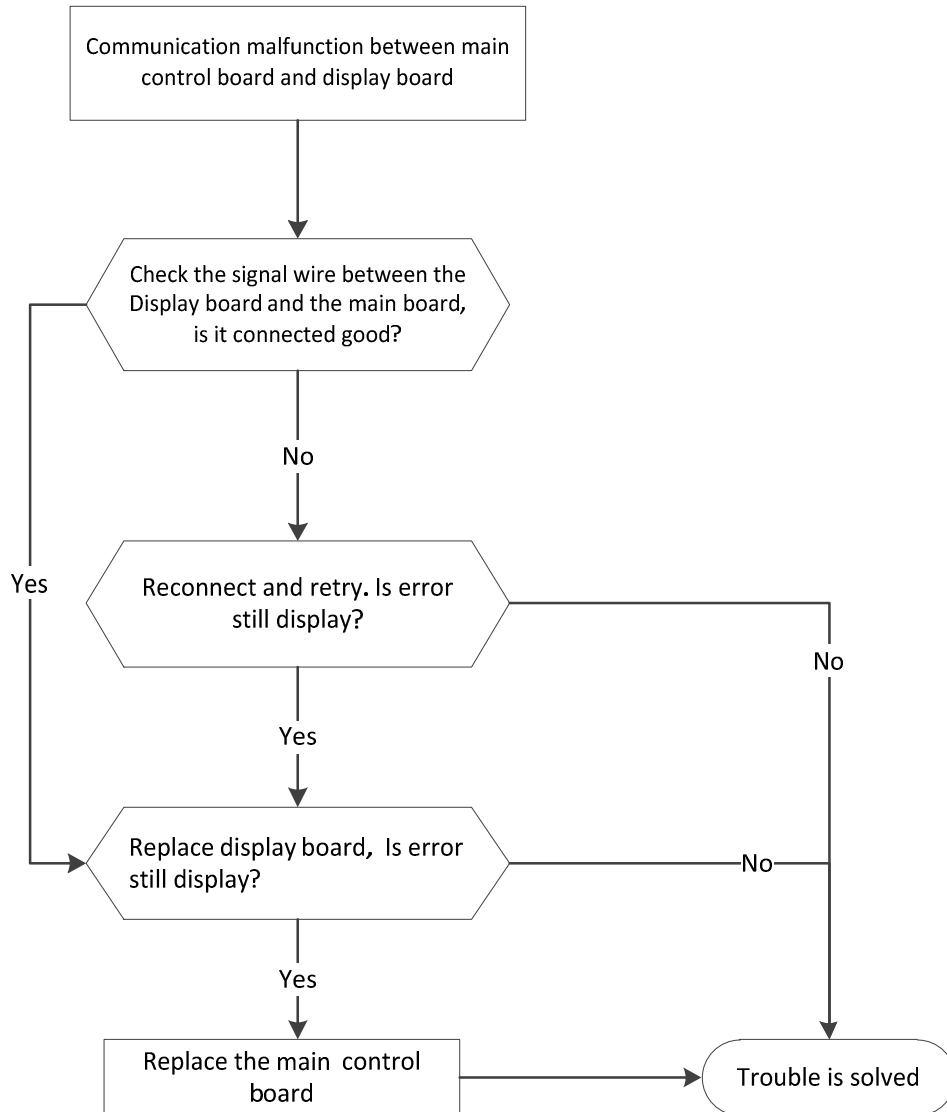 Communication malfunction between main
control board and display board
Check the signal wire between the
Display board and the main board,
is it connected good?
No
Reconnect and retry. Is error
still display?
Yes
No
Yes
Replace display board, Is error
still display?
No
Yes
Replace the main control
board
Trouble is solved